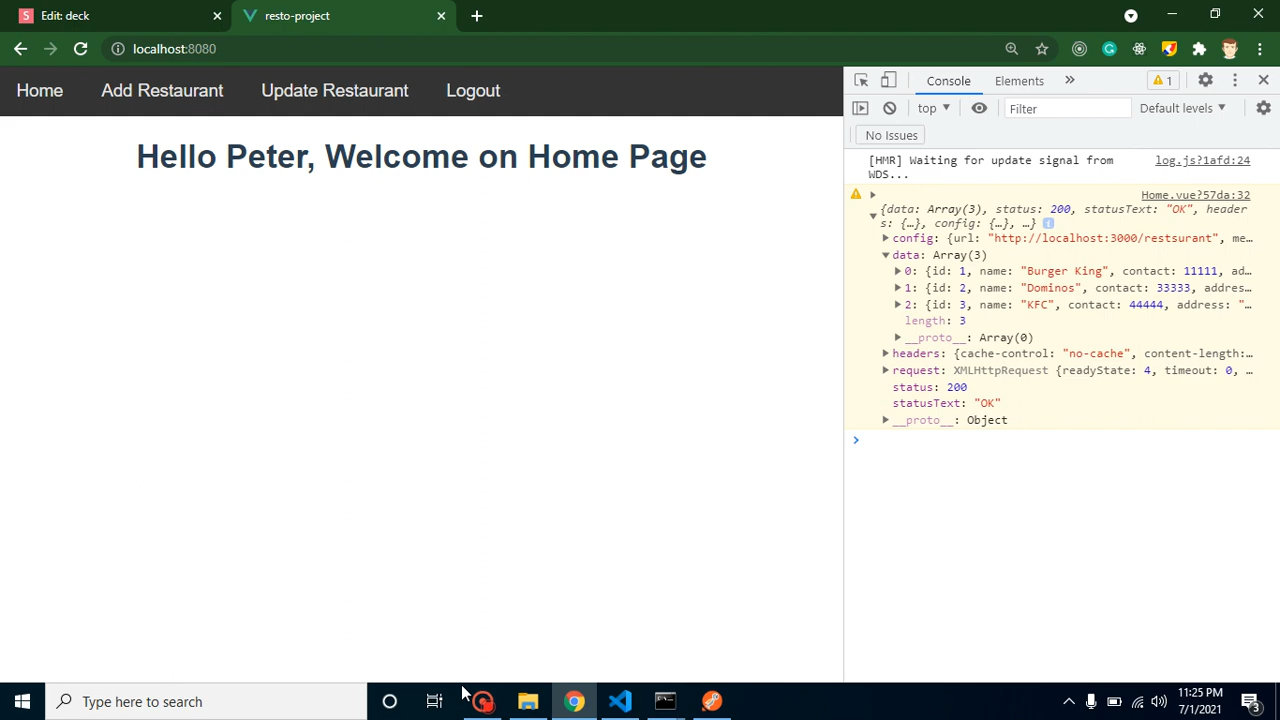 Edit: deck
resto-project
localhost:8080
Home Add Restaurant Update Restaurant Logout
Hello Peter, Welcome on Home Page
Console Elements 1
top Filter Default levels
No Issues
[HMR] Waiting for update signal from log.js?1afd:24
WDS...
Home.vue?57da:32
{data: Array(3), status: 200, statusText: "OK", header
s: {…}, config: {…}, …}
config: {url: "http://localhost:3000/restsurant", me…
data: Array(3)
0: {id: 1, name: "Burger King", contact: 11111, ad…
1: {id: 2, name: "Dominos", contact: 33333, addres…
2: {id: 3, name: "KFC", contact: 44444, address: "…
length: 3
__proto__: Array(0)
headers: {cache-control: "no-cache", content-length:…
request: XMLHttpRequest {readyState: 4, timeout: 0, …
status: 200
statusText: "OK"
__proto__: Object
Type here to search
11:25 PM
7/1/2021
3